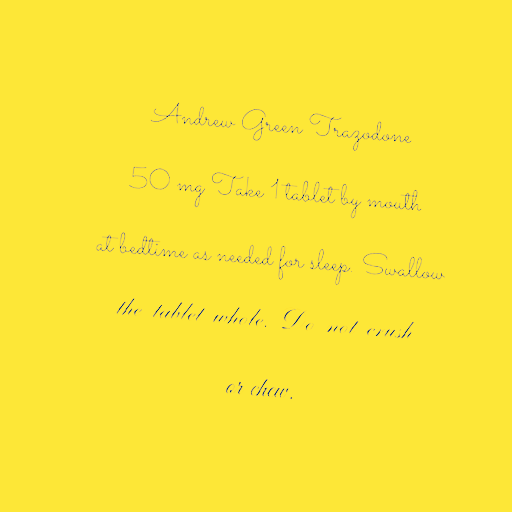 Andrew Green Trazodone
50 mg Take 1 tablet by mouth
at bedtime as needed for sleep. Swallow
the tablet whole. Do not crush
or chew.